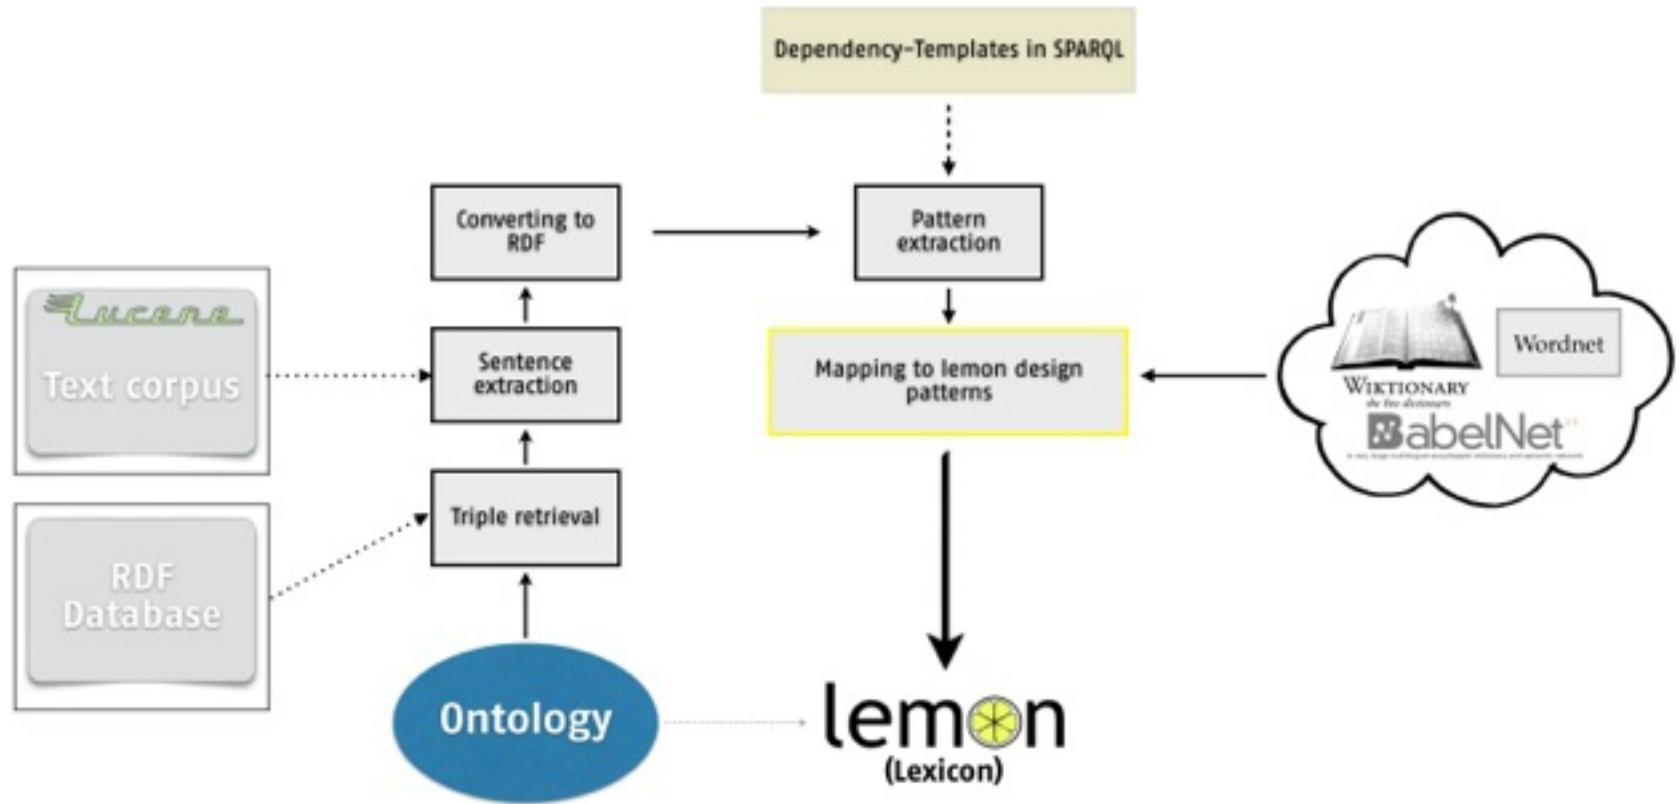 Dependency-Templates in SPARQL
Converting to
RDF
Pattern
extraction
Lucene
Text corpus
Sentence
extraction
Mapping to lemon design
patterns
WIKTIONARY
the free dictionary
Wordnet
BabelNet
Triple retrieval
RDF
Database
Ontology
lemon
(Lexicon)